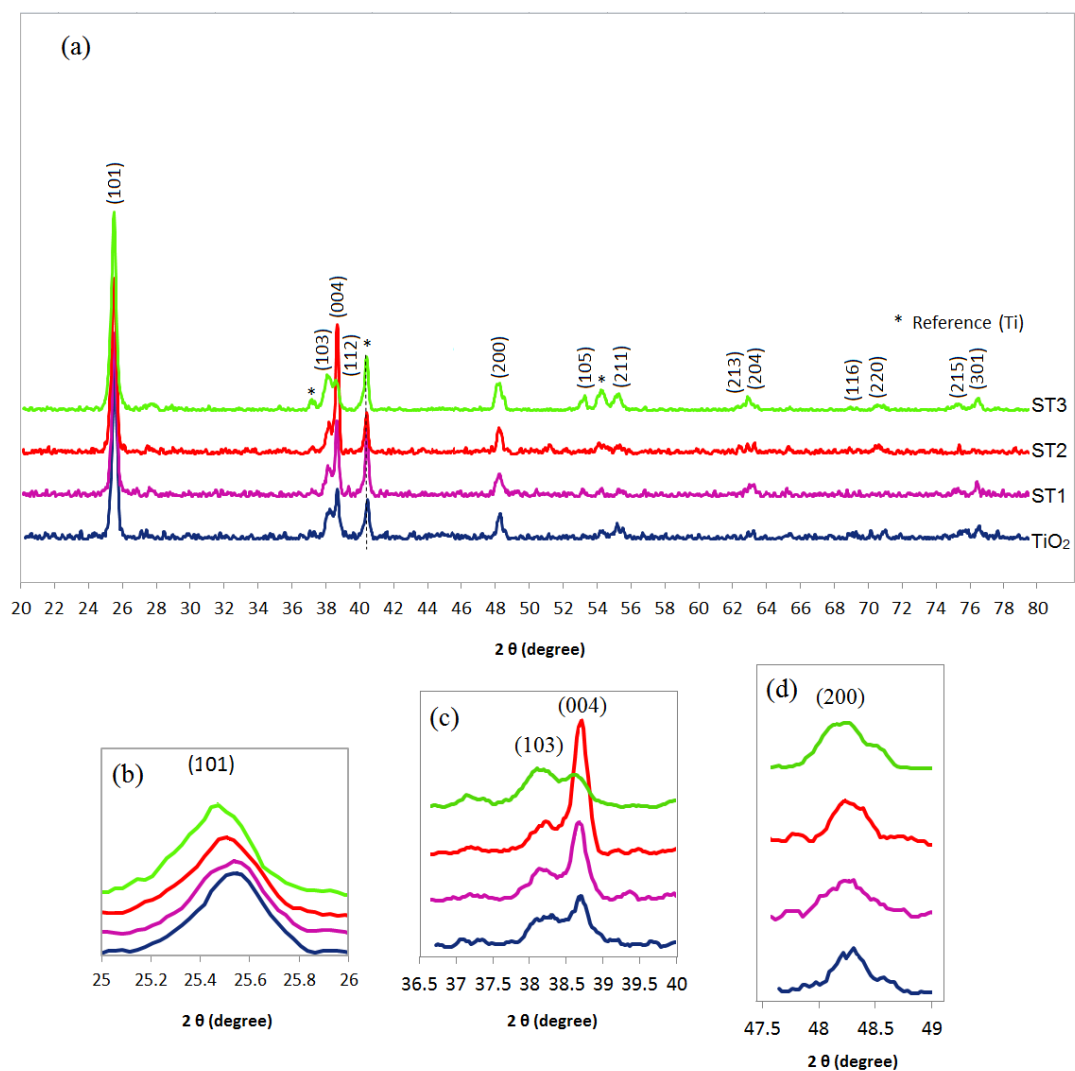 (a)
(101)
(004)
(103)
(112)
*
*
* Reference (Ti)
(200)
(105)
*
(211)
(213)
(204)
(116)
(220)
(215)
(301)
ST3
ST2
ST1
TiO₂
20 22 24 26 28 30 32 34 36 38 40 42 44 46 48 50 52 54 56 58 60 62 64 66 68 70 72 74 76 78 80
2 θ (degree)
(b)
(101)
25 25.2 25.4 25.6 25.8 26
2 θ (degree)
(c)
(004)
(103)
36.5 37 37.5 38 38.5 39 39.5 40
2 θ (degree)
(d)
(200)
47.5 48 48.5 49
2 θ (degree)